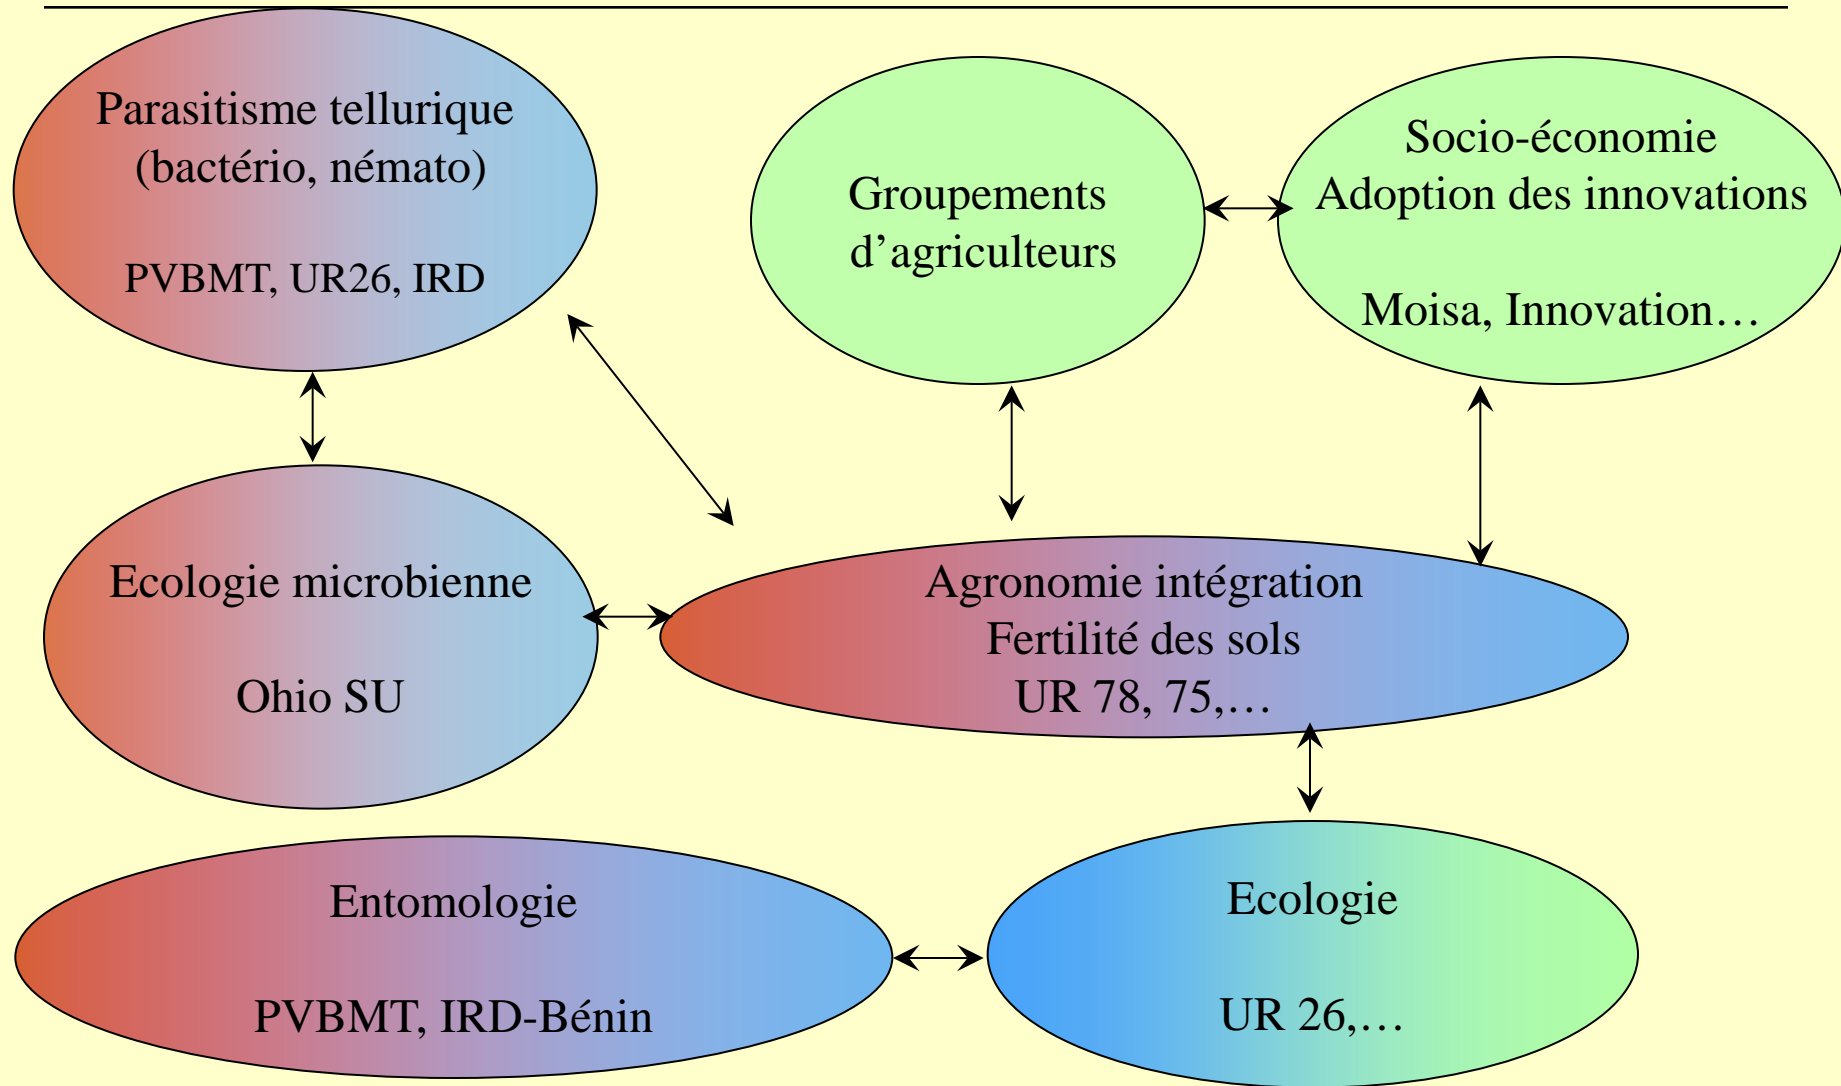 Parasitisme tellurique
(bactério, némato)
PVBMT, UR26, IRD
Groupements
d’agriculteurs
Socio-économie
Adoption des innovations
Moisa, Innovation…
Ecologie microbienne
Ohio SU
Agronomie intégration
Fertilité des sols
UR 78, 75,…
Entomologie
PVBMT, IRD-Bénin
Ecologie
UR 26,…